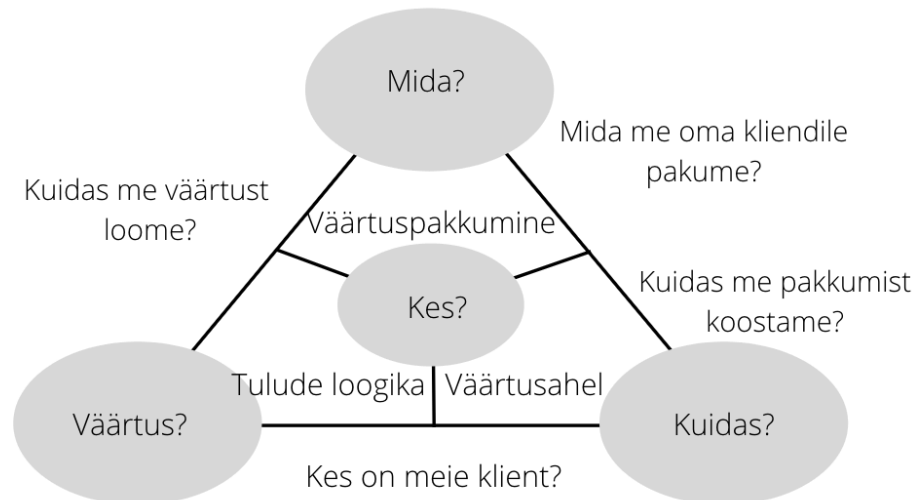 Mida?
Mida me oma kliendile
pakume?
Kuidas me väärtust
loome?
Väärtuspakkumine
Kes?
Kuidas me pakkumist
koostame?
Tulude loogika
Väärtusahel
Väärtus?
Kuidas?
Kes on meie klient?